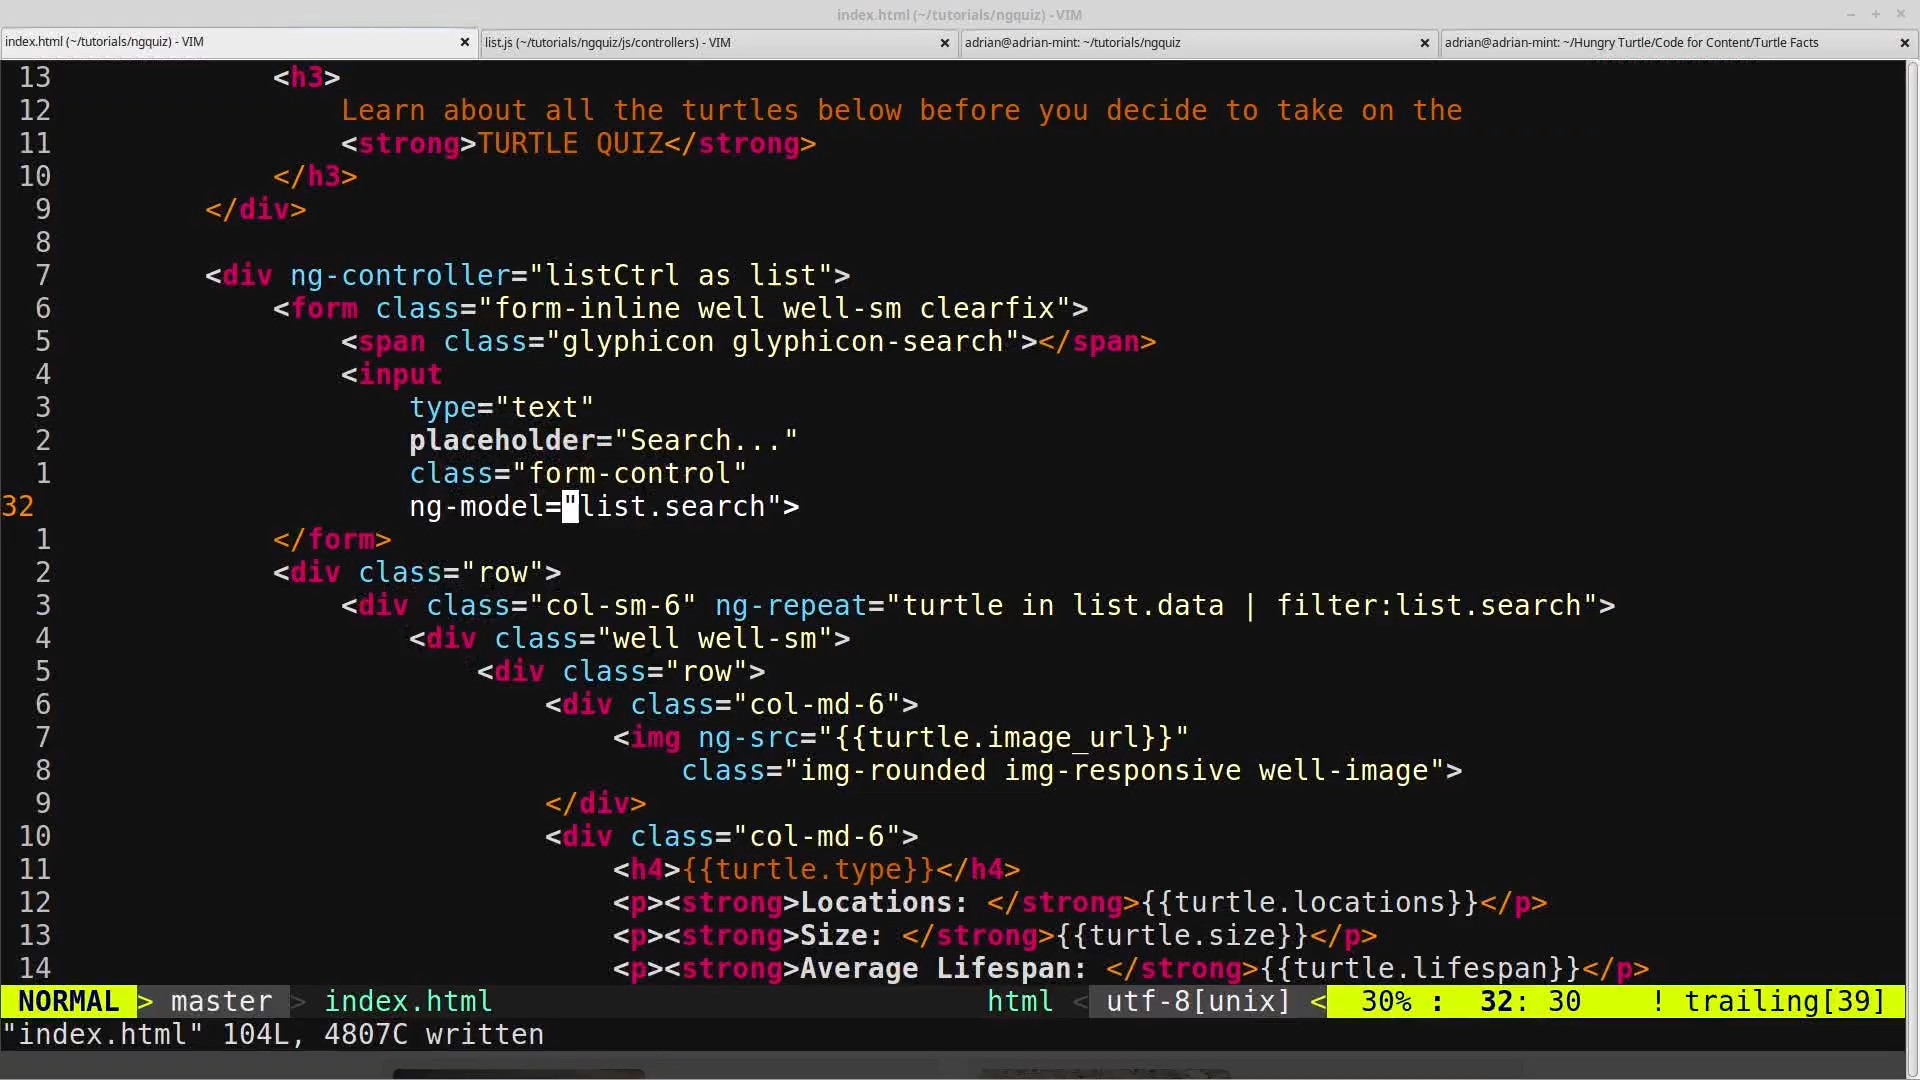 index.html (~/tutorials/ngquiz) - VIM
index.html (~/tutorials/ngquiz) - VIM × list.js (~/tutorials/ngquiz/js/controllers) - VIM × adrian@adrian-mint: ~/tutorials/ngquiz × adrian@adrian-mint: ~/Hungry Turtle/Code for Content/Turtle Facts ×
13 <h3>
12 Learn about all the turtles below before you decide to take on the
11 <strong>TURTLE QUIZ</strong>
10 </h3>
9 </div>
8
7 <div ng-controller="listCtrl as list">
6 <form class="form-inline well well-sm clearfix">
5 <span class="glyphicon glyphicon-search"></span>
4 <input
3 type="text"
2 placeholder="Search..."
1 class="form-control"
32 ng-model="list.search">
1 </form>
2 <div class="row">
3 <div class="col-sm-6" ng-repeat="turtle in list.data | filter:list.search">
4 <div class="well well-sm">
5 <div class="row">
6 <div class="col-md-6">
7 <img ng-src="{{turtle.image_url}}"
8 class="img-rounded img-responsive well-image">
9 </div>
10 <div class="col-md-6">
11 <h4>{{turtle.type}}</h4>
12 <p><strong>Locations: </strong>{{turtle.locations}}</p>
13 <p><strong>Size: </strong>{{turtle.size}}</p>
14 <p><strong>Average Lifespan: </strong>{{turtle.lifespan}}</p>
NORMAL > master > index.html html < utf-8[unix] < 30% : 32: 30 ! trailing[39]
"index.html" 104L, 4807C written